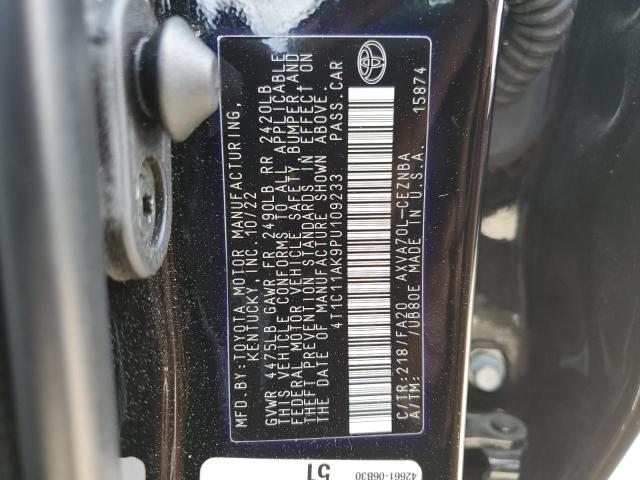 MFD.BY:TOYOTA MOTOR MANUFACTURING,
KENTUCKY, INC. 10/22
GVWR 4475LB GAWR FR 2490LB RR 2420LB
THIS VEHICLE CONFORMS TO ALL APPLICABLE
FEDERAL MOTOR VEHICLE SAFETY, BUMPER, AND
THEFT PREVENTION STANDARDS IN EFFECT ON
THE DATE OF MANUFACTURE SHOWN ABOVE.
4T1MC11AK9PU109233 PASS.CAR
C/TR:218/FA20 AXVA70L-CEZNBA
A/TM: /UB80E MADE IN U.S.A. 15874
51
42661-06B30